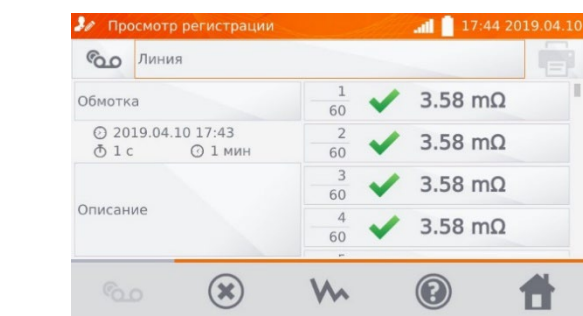 Просмотр регистрации
17:44 2019.04.10
Линия
Обмотка
2019.04.10 17:43
1 с 1 мин
Описание
1
60
3.58 mΩ
2
60
3.58 mΩ
3
60
3.58 mΩ
4
60
3.58 mΩ